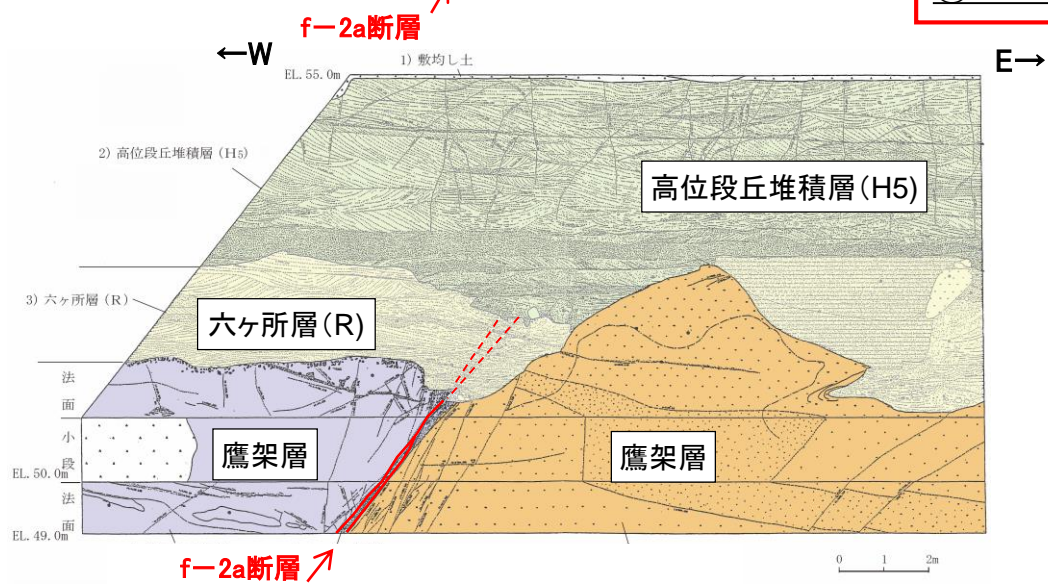 f－2a断層
←W
E→
1) 敷均し土
EL.55.0m
2) 高位段丘堆積層(H5)
高位段丘堆積層(H5)
3) 六ヶ所層(R)
六ヶ所層(R)
法面
小段
鷹架層
鷹架層
EL.50.0m
法面
EL.49.0m
f－2a断層
0 1 2m